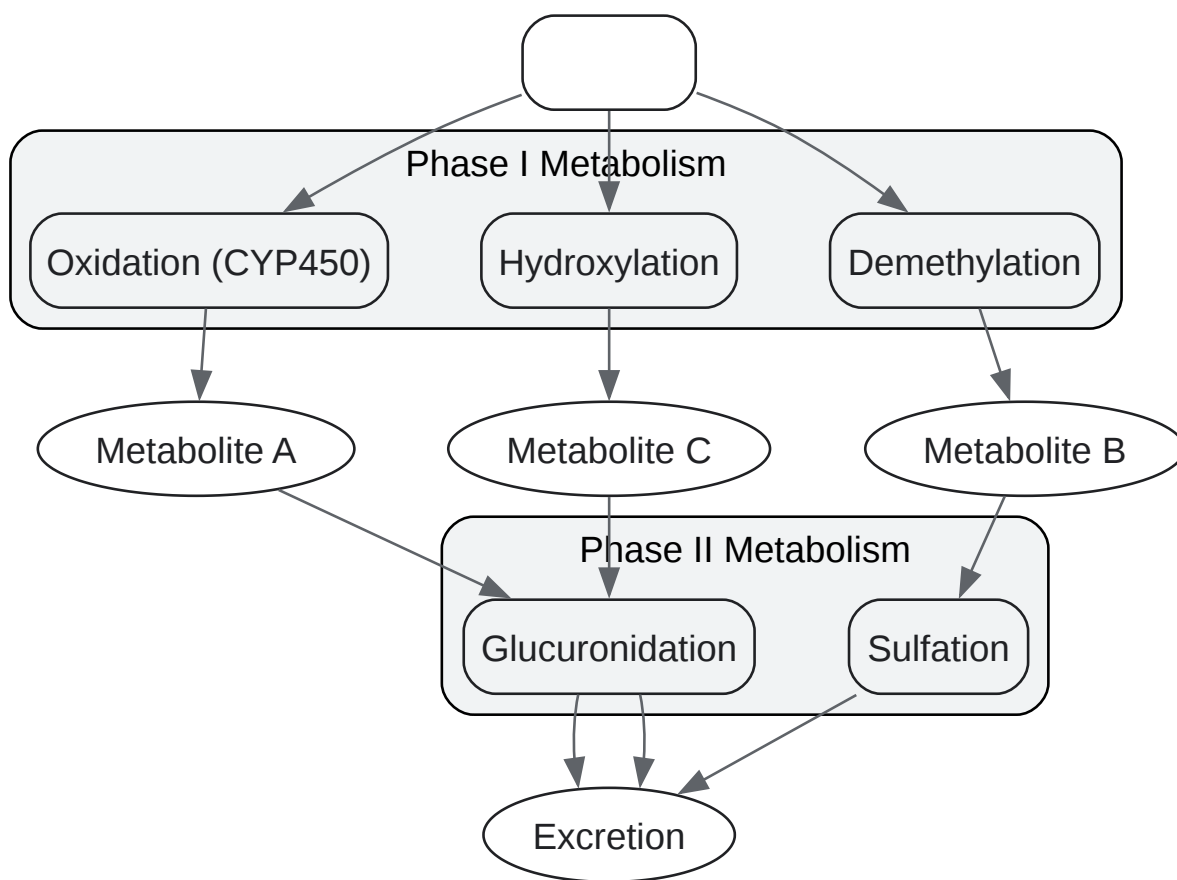 Phase I Metabolism
Oxidation (CYP450)
Hydroxylation
Demethylation
Metabolite A
Metabolite C
Metabolite B
Phase II Metabolism
Glucuronidation
Sulfation
Excretion